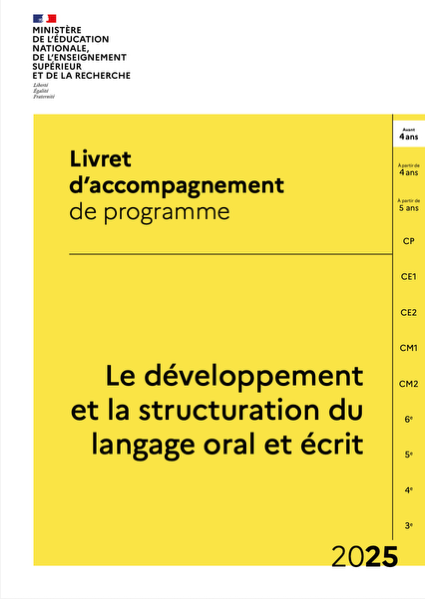 MINISTÈRE
DE L'ÉDUCATION
NATIONALE,
DE L'ENSEIGNEMENT
SUPÉRIEUR
ET DE LA RECHERCHE
Liberté
Égalité
Fraternité
Livret
d'accompagnement
de programme
Avant
4 ans
À partir de
4 ans
À partir de
5 ans
CP
CE1
CE2
CM1
CM2
6e
5e
4e
3e
Le développement
et la structuration du
langage oral et écrit
2025